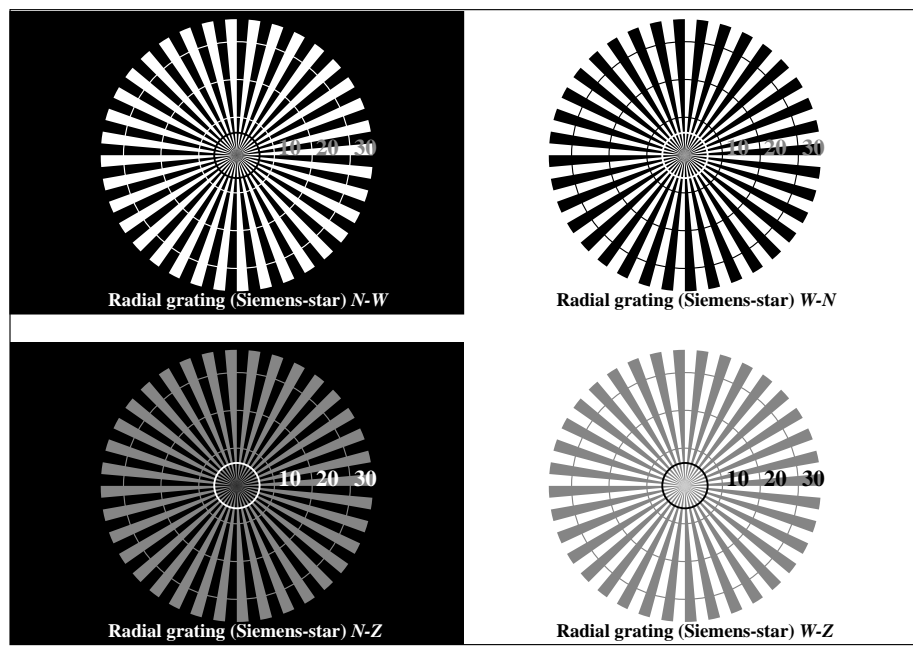 10 20 30
10 20 30
Radial grating (Siemens-star) N-W
Radial grating (Siemens-star) W-N
10 20 30
10 20 30
Radial grating (Siemens-star) N-Z
Radial grating (Siemens-star) W-Z